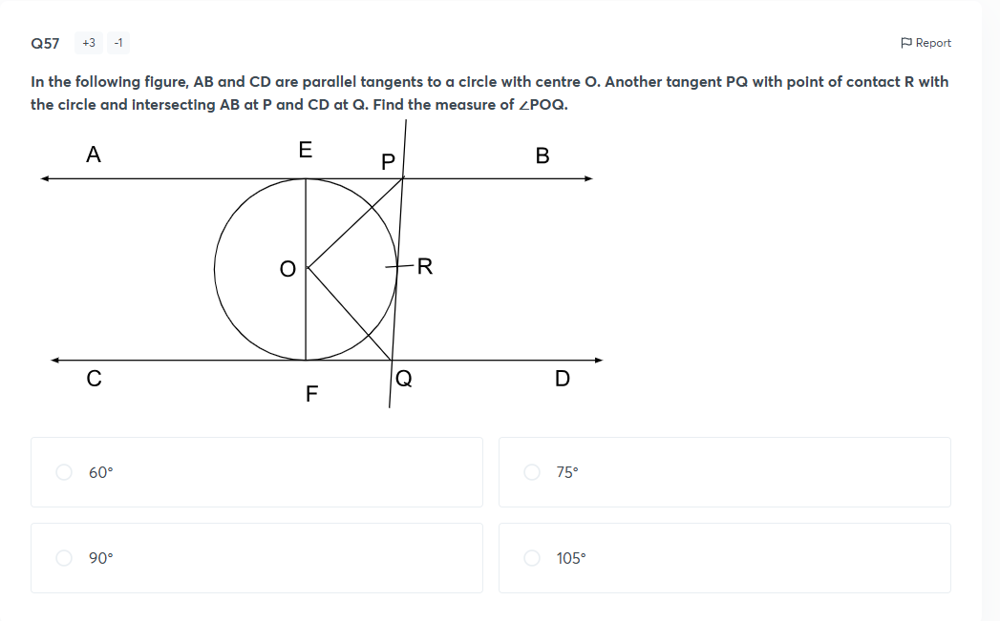 Q57 +3 -1 Report
In the following figure, AB and CD are parallel tangents to a circle with centre O. Another tangent PQ with point of contact R with
the circle and intersecting AB at P and CD at Q. Find the measure of ∠POQ.
A E P B
O R
C F Q D
60° 75°
90° 105°